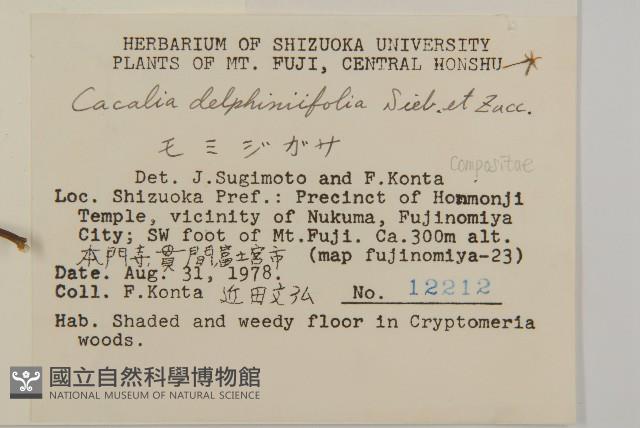 HERBARIUM OF SHIZUOKA UNIVERSITY
PLANTS OF MT. FUJI, CENTRAL HONSHU
Cacalia delphiniifolia Sieb. et Zucc.
モミジガサ
Compositae
Det. J.Sugimoto and F.Konta
Loc. Shizuoka Pref.: Precinct of Hommonji
Temple, vicinity of Nukuma, Fujinomiya
City; SW foot of Mt.Fuji. Ca.300m alt.
本門寺 貫間 富士宮市 (map fujinomiya-23)
Date. Aug. 31, 1978.
Coll. F.Konta 近田文弘 No. 12212
Hab. Shaded and weedy floor in Cryptomeria
woods.
國立自然科學博物館
NATIONAL MUSEUM OF NATURAL SCIENCE